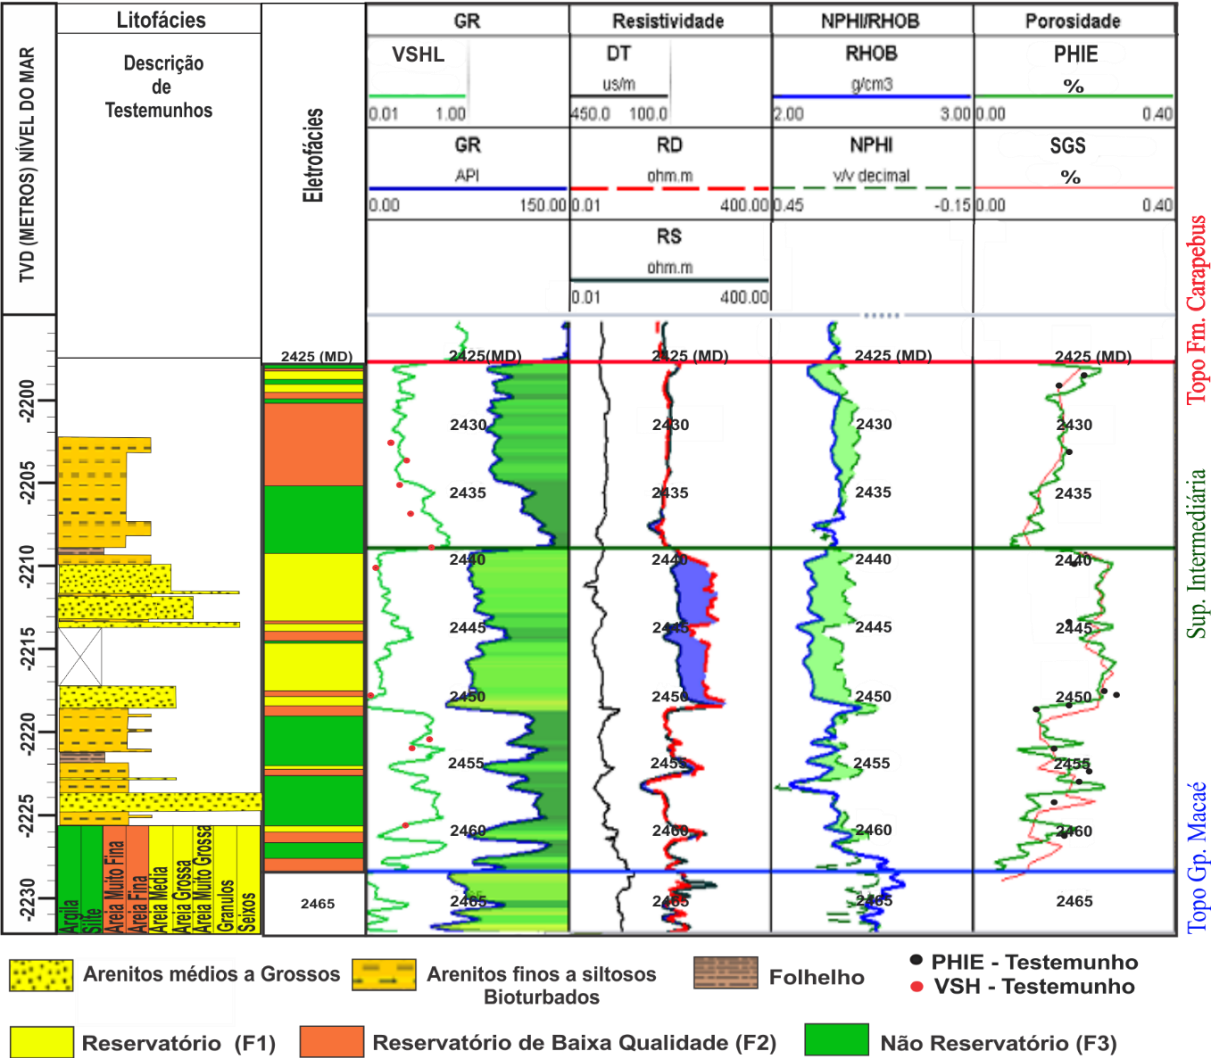 TVD (METROS) NÍVEL DO MAR
Litofácies
Descrição
de
Testemunhos
Eletrofácies
GR
VSHL
0.01 1.00
GR
API
0.00 150.00
Resistividade
DT
us/m
450.0 100.0
RD
ohm.m
0.01 400.00
RS
ohm.m
0.01 400.00
NPHI/RHOB
RHOB
g/cm3
2.00 3.00
NPHI
v/v decimal
0.45 -0.15
Porosidade
PHIE
%
0.00 0.40
SGS
%
0.00 0.40
Topo Fm. Carapebus
Sup. Intermediária
Topo Gp. Macaé
2425 (MD) 2425(MD) 2425 (MD) 2425 (MD) 2425 (MD)
-2200
2430 2430 2430 2430
-2205
2435 2435 2435 2435
-2210
2440 2440 2440 2440
-2215
2445 2445 2445 2445
2450 2450 2450 2450
-2220
2455 2455 2455 2455
-2225
2460 2460 2460 2460
-2230
2465 2465 2465 2465 2465
Argila
Silte
Areia Muito Fina
Areia Fina
Areia Média
Areia Grossa
Areia Muito Grossa
Granulos
Seixos
Arenitos médios a Grossos
Arenitos finos a siltosos
Bioturbados
Folhelho
PHIE - Testemunho
VSH - Testemunho
Reservatório (F1)
Reservatório de Baixa Qualidade (F2)
Não Reservatório (F3)